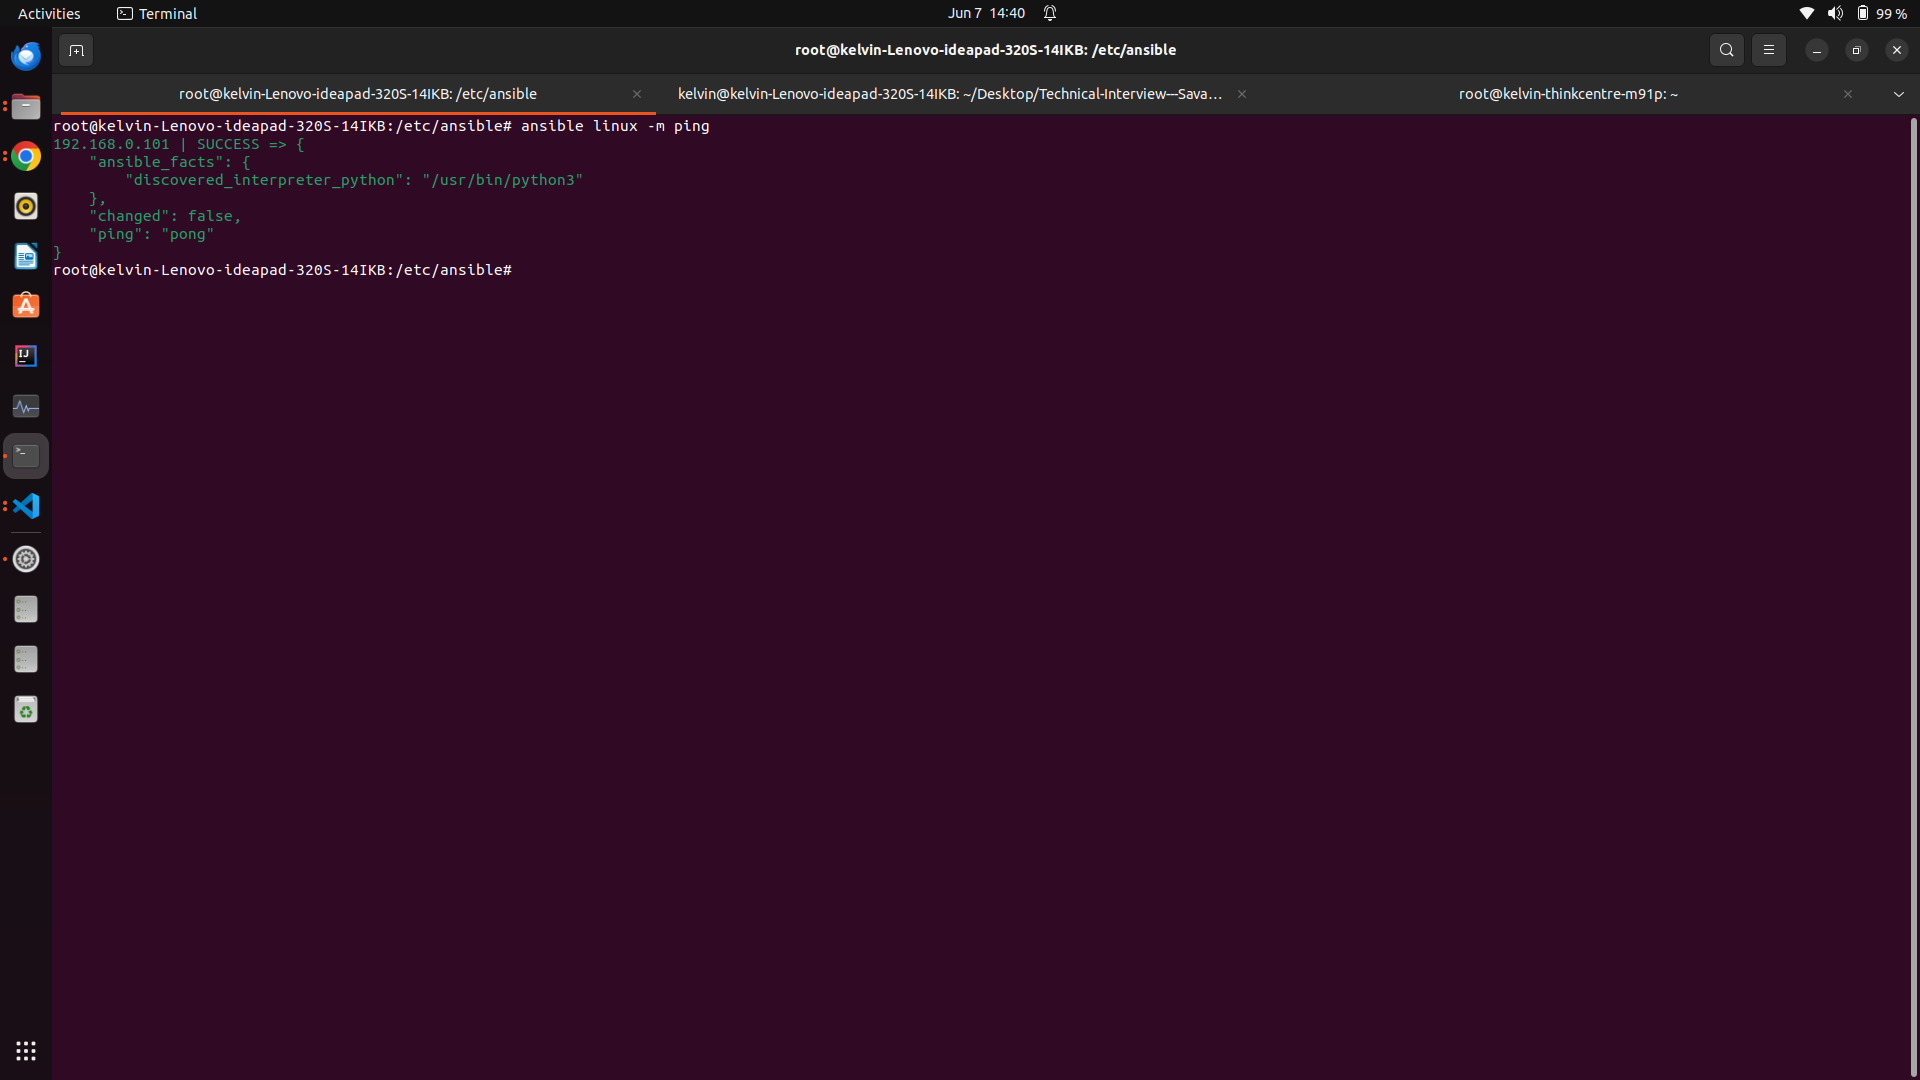 Activities Terminal Jun 7 14:40 99 %
root@kelvin-Lenovo-ideapad-320S-14IKB: /etc/ansible
root@kelvin-Lenovo-ideapad-320S-14IKB: /etc/ansible kelvin@kelvin-Lenovo-ideapad-320S-14IKB: ~/Desktop/Technical-Interview---Sava… root@kelvin-thinkcentre-m91p: ~
root@kelvin-Lenovo-ideapad-320S-14IKB:/etc/ansible# ansible linux -m ping
192.168.0.101 | SUCCESS => {
    "ansible_facts": {
        "discovered_interpreter_python": "/usr/bin/python3"
    },
    "changed": false,
    "ping": "pong"
}
root@kelvin-Lenovo-ideapad-320S-14IKB:/etc/ansible#